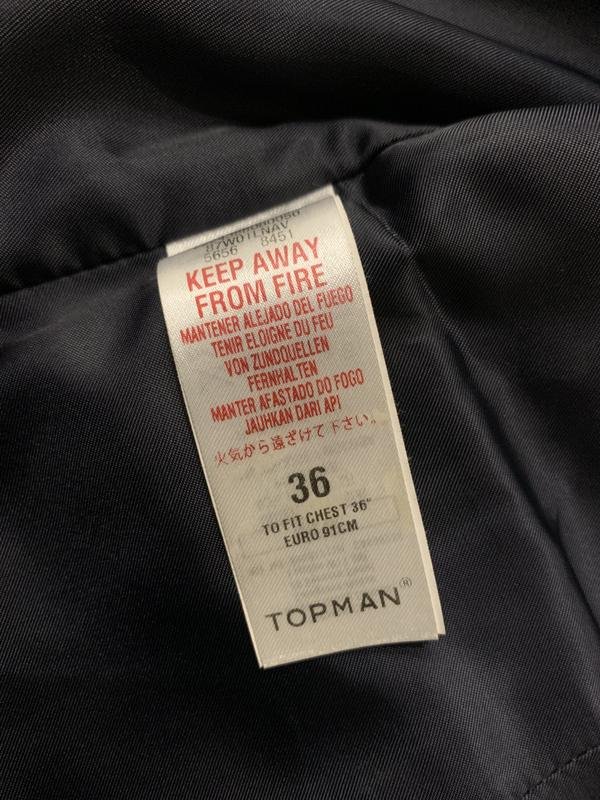 87W01LNAV
5656 8451
KEEP AWAY
FROM FIRE
MANTENER ALEJADO DEL FUEGO
TENIR ELOIGNE DU FEU
VON ZUNDQUELLEN
FERNHALTEN
MANTER AFASTADO DO FOGO
JAUHKAN DARI API
火気から遠ざけて下さい。
36
TO FIT CHEST 36"
EURO 91CM
TOPMAN®